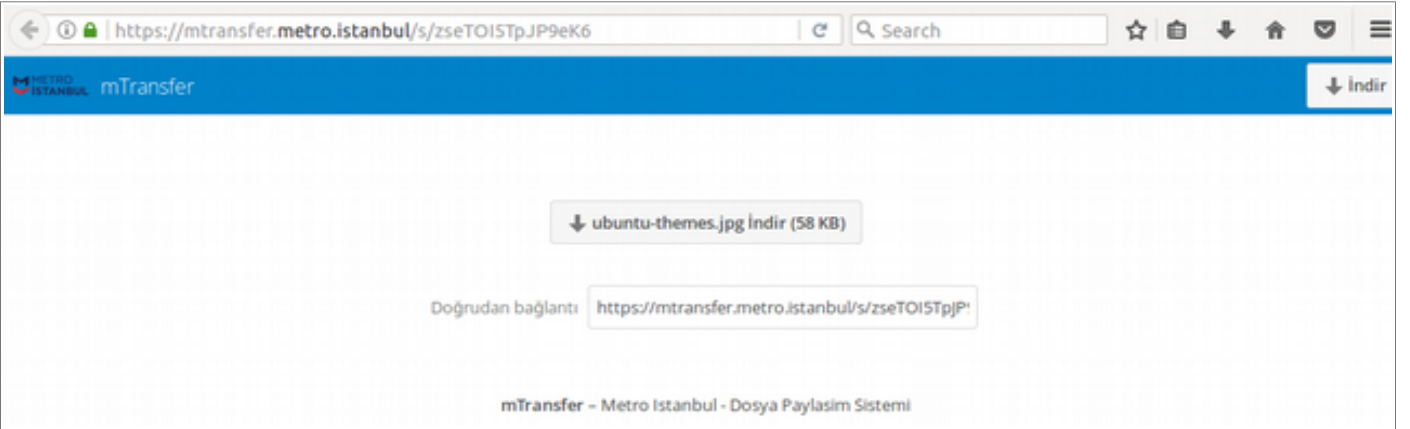 https://mtransfer.metro.istanbul/s/zseTOI5TpJP9eK6
Search
METRO
İSTANBUL
mTransfer
İndir
ubuntu-themes.jpg İndir (58 KB)
Doğrudan bağlantı
https://mtransfer.metro.istanbul/s/zseTOI5TpJP
mTransfer – Metro Istanbul - Dosya Paylasim Sistemi